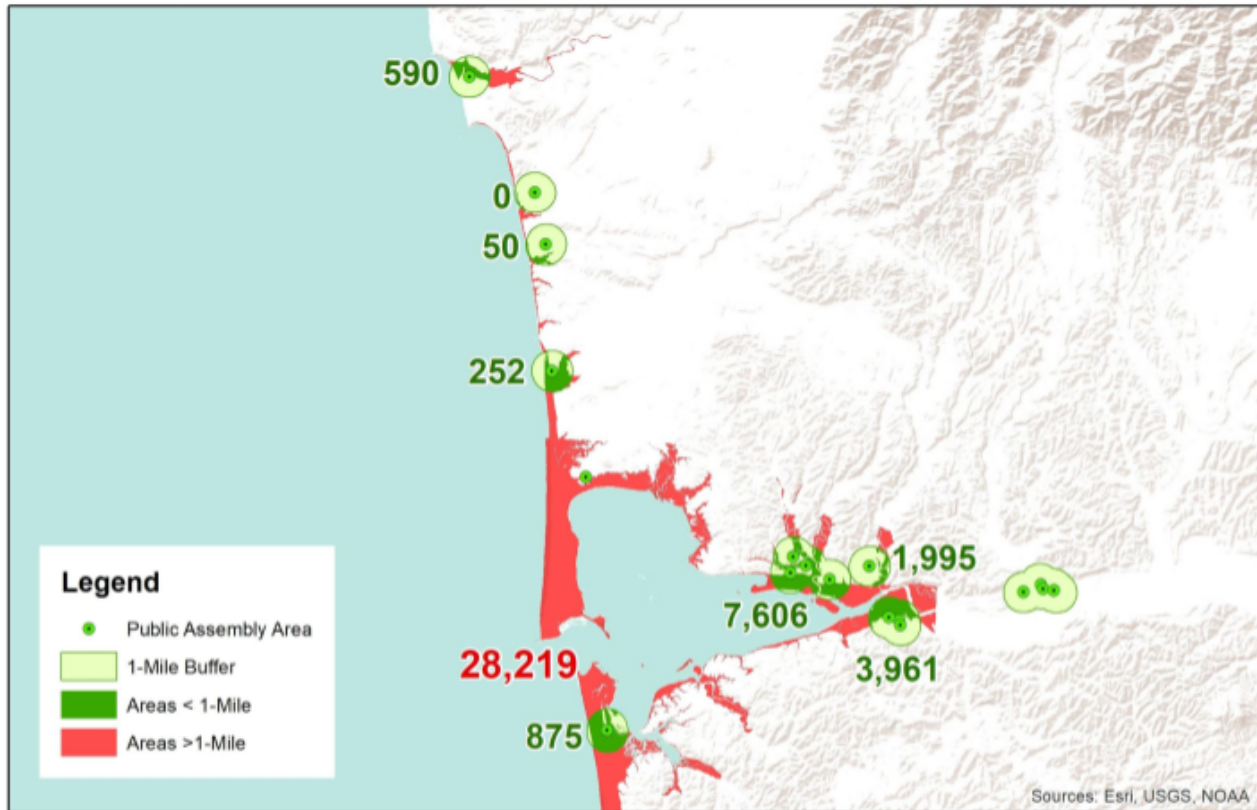 590
0
50
252
1,995
7,606
28,219
3,961
875
Legend
Public Assembly Area
1-Mile Buffer
Areas < 1-Mile
Areas >1-Mile
Sources: Esri, USGS, NOAA